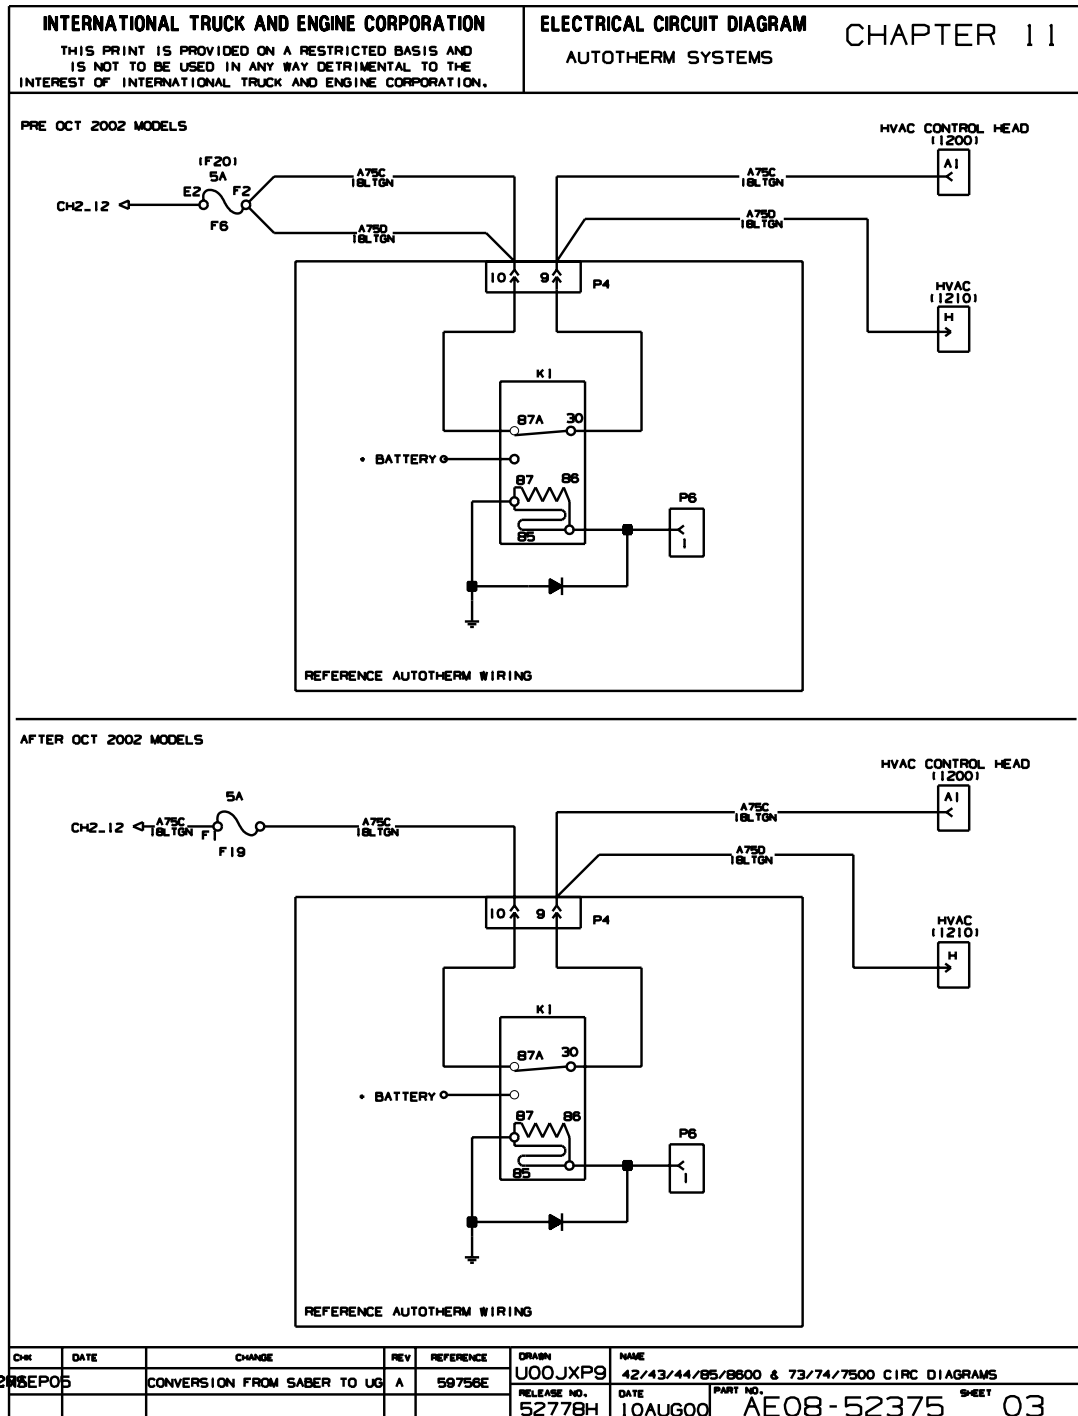 INTERNATIONAL TRUCK AND ENGINE CORPORATION
THIS PRINT IS PROVIDED ON A RESTRICTED BASIS AND
IS NOT TO BE USED IN ANY WAY DETRIMENTAL TO THE
INTEREST OF INTERNATIONAL TRUCK AND ENGINE CORPORATION.
ELECTRICAL CIRCUIT DIAGRAM
AUTOTHERM SYSTEMS
CHAPTER 11
PRE OCT 2002 MODELS
HVAC CONTROL HEAD
(1200)
A1
(F20)
5A
E2 F2
F6
CH2_12
A75C
18LTGN
A75D
18LTGN
A75C
18LTGN
A75D
18LTGN
HVAC
(1210)
H
10 9 P4
K1
87A 30
+ BATTERY
87 86
85
P6
1
REFERENCE AUTOTHERM WIRING
AFTER OCT 2002 MODELS
HVAC CONTROL HEAD
(1200)
A1
5A
CH2_12
A75C
18LTGN
F1
F19
A75C
18LTGN
A75C
18LTGN
A75D
18LTGN
HVAC
(1210)
H
10 9 P4
K1
87A 30
+ BATTERY
87 86
85
P6
1
REFERENCE AUTOTHERM WIRING
CHK DATE CHANGE REV REFERENCE
CONVERSION FROM SABER TO UG A 59756E
DRAWN
U00JXP9
NAME
42/43/44/85/8600 & 73/74/7500 CIRC DIAGRAMS
RELEASE NO.
52778H
DATE
10AUG00
PART NO.
AE08-52375
SHEET
03